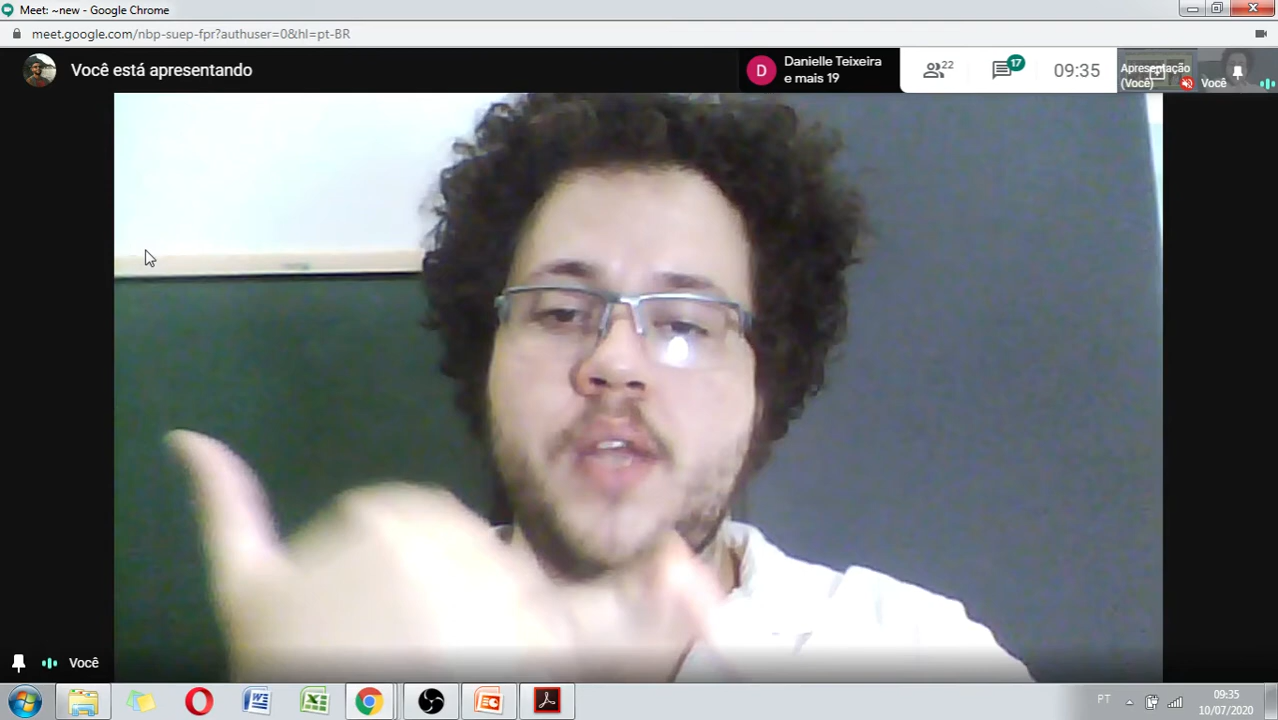 Meet: ~new - Google Chrome
meet.google.com/nbp-suep-fpr?authuser=0&hl=pt-BR
Você está apresentando
D
Danielle Teixeira
e mais 19
22
17
09:35
Apresentação
(Você)
Você
Você
PT
09:35
10/07/2020